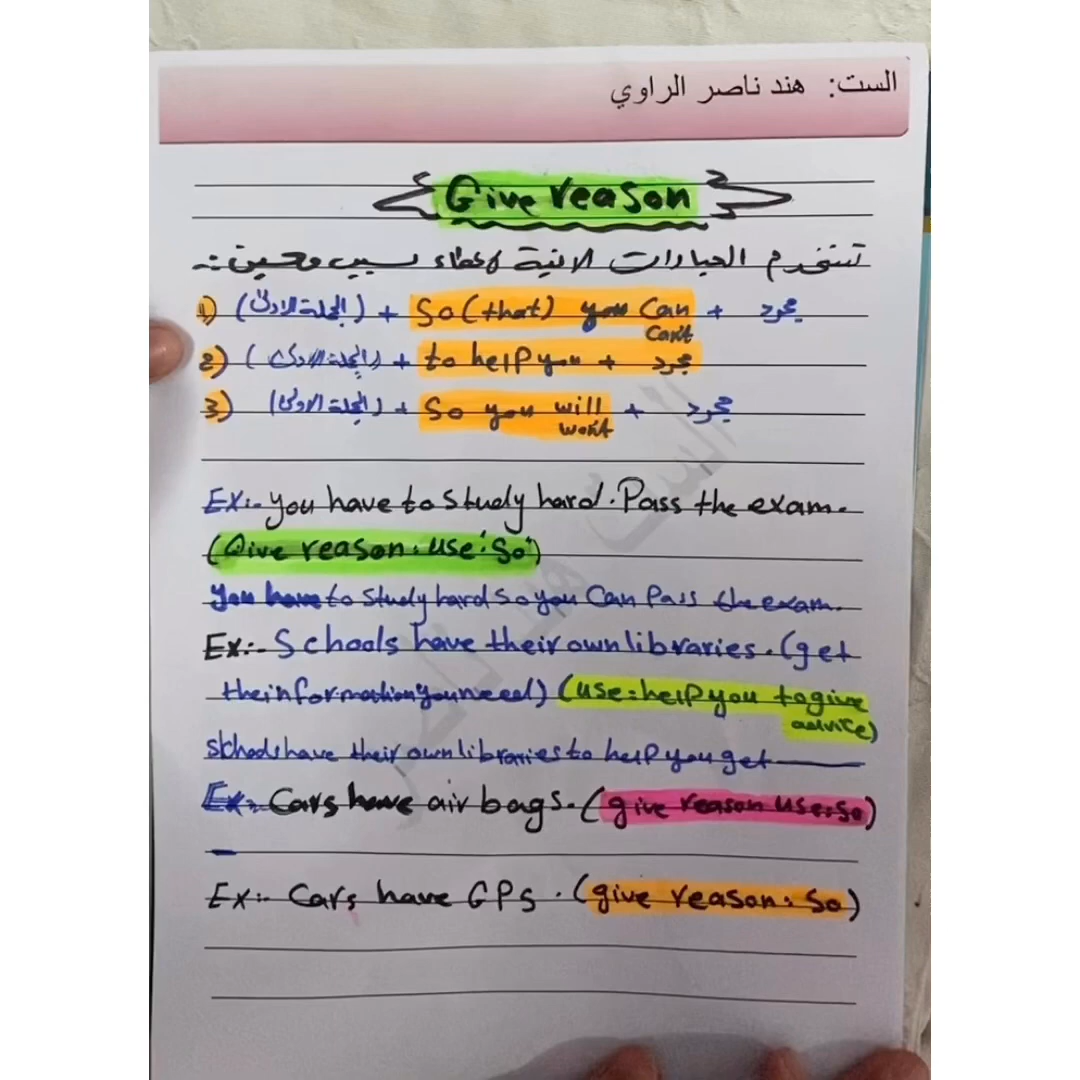 الست: هند ناصر الراوي
Give reason
تستخدم العبارات الاتية لاعطاء سبب معين :-
1) (الجملة الاولى) + So (that) you can + مجرد
can't
2) (الجملة الاولى) + to help you + مجرد
3) (الجملة الاولى) + So you will + مجرد
won't
Ex:- you have to study hard. Pass the exam.
(Give reason: use: "So")
you have to study hard so you can pass the exam.
Ex:- Schools have their own libraries. (get
the information you need) (use: help you to give
advice)
schools have their own libraries to help you get
Ex:- Cars have air bags. (give reason use: so)
Ex:- Cars have GPS. (give reason: So)
الست هند ناصر